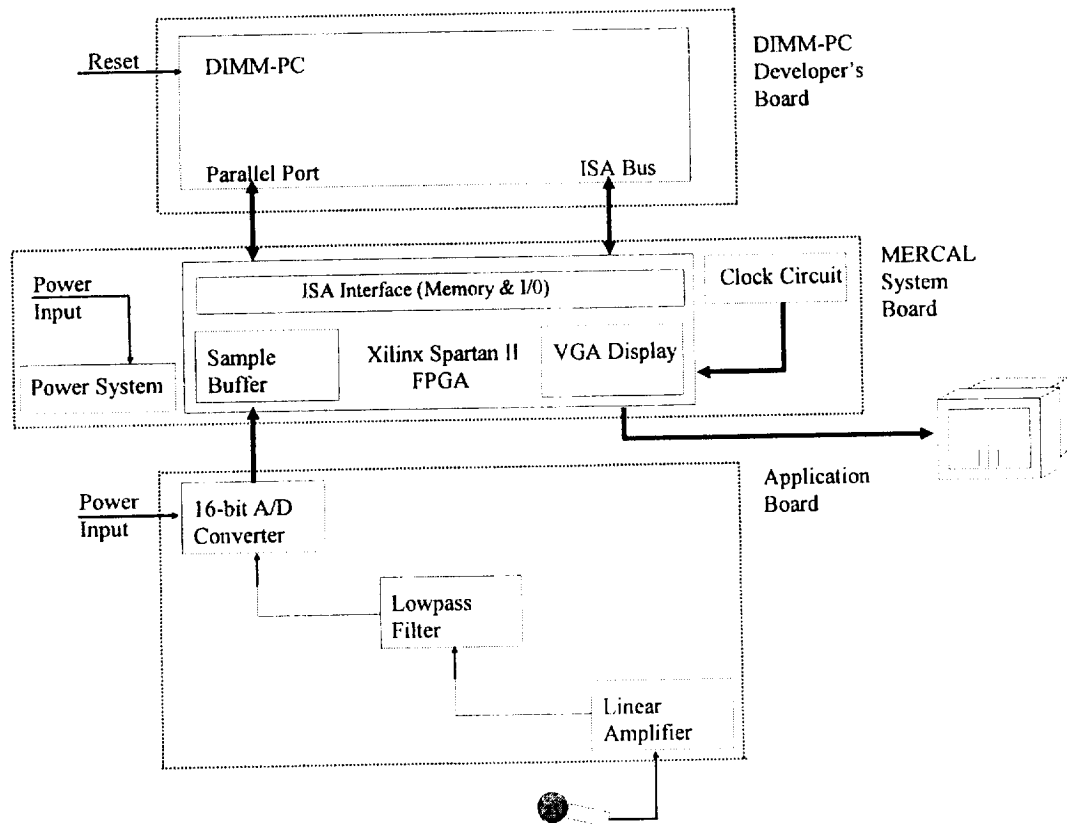 Reset
DIMM-PC
DIMM-PC
Developer's
Board
Parallel Port
ISA Bus
MERCAL
System
Board
Power
Input
ISA Interface (Memory & I/0)
Clock Circuit
Sample
Buffer
Xilinx Spartan II
FPGA
VGA Display
Power System
Application
Board
Power
Input
16-bit A/D
Converter
Lowpass
Filter
Linear
Amplifier